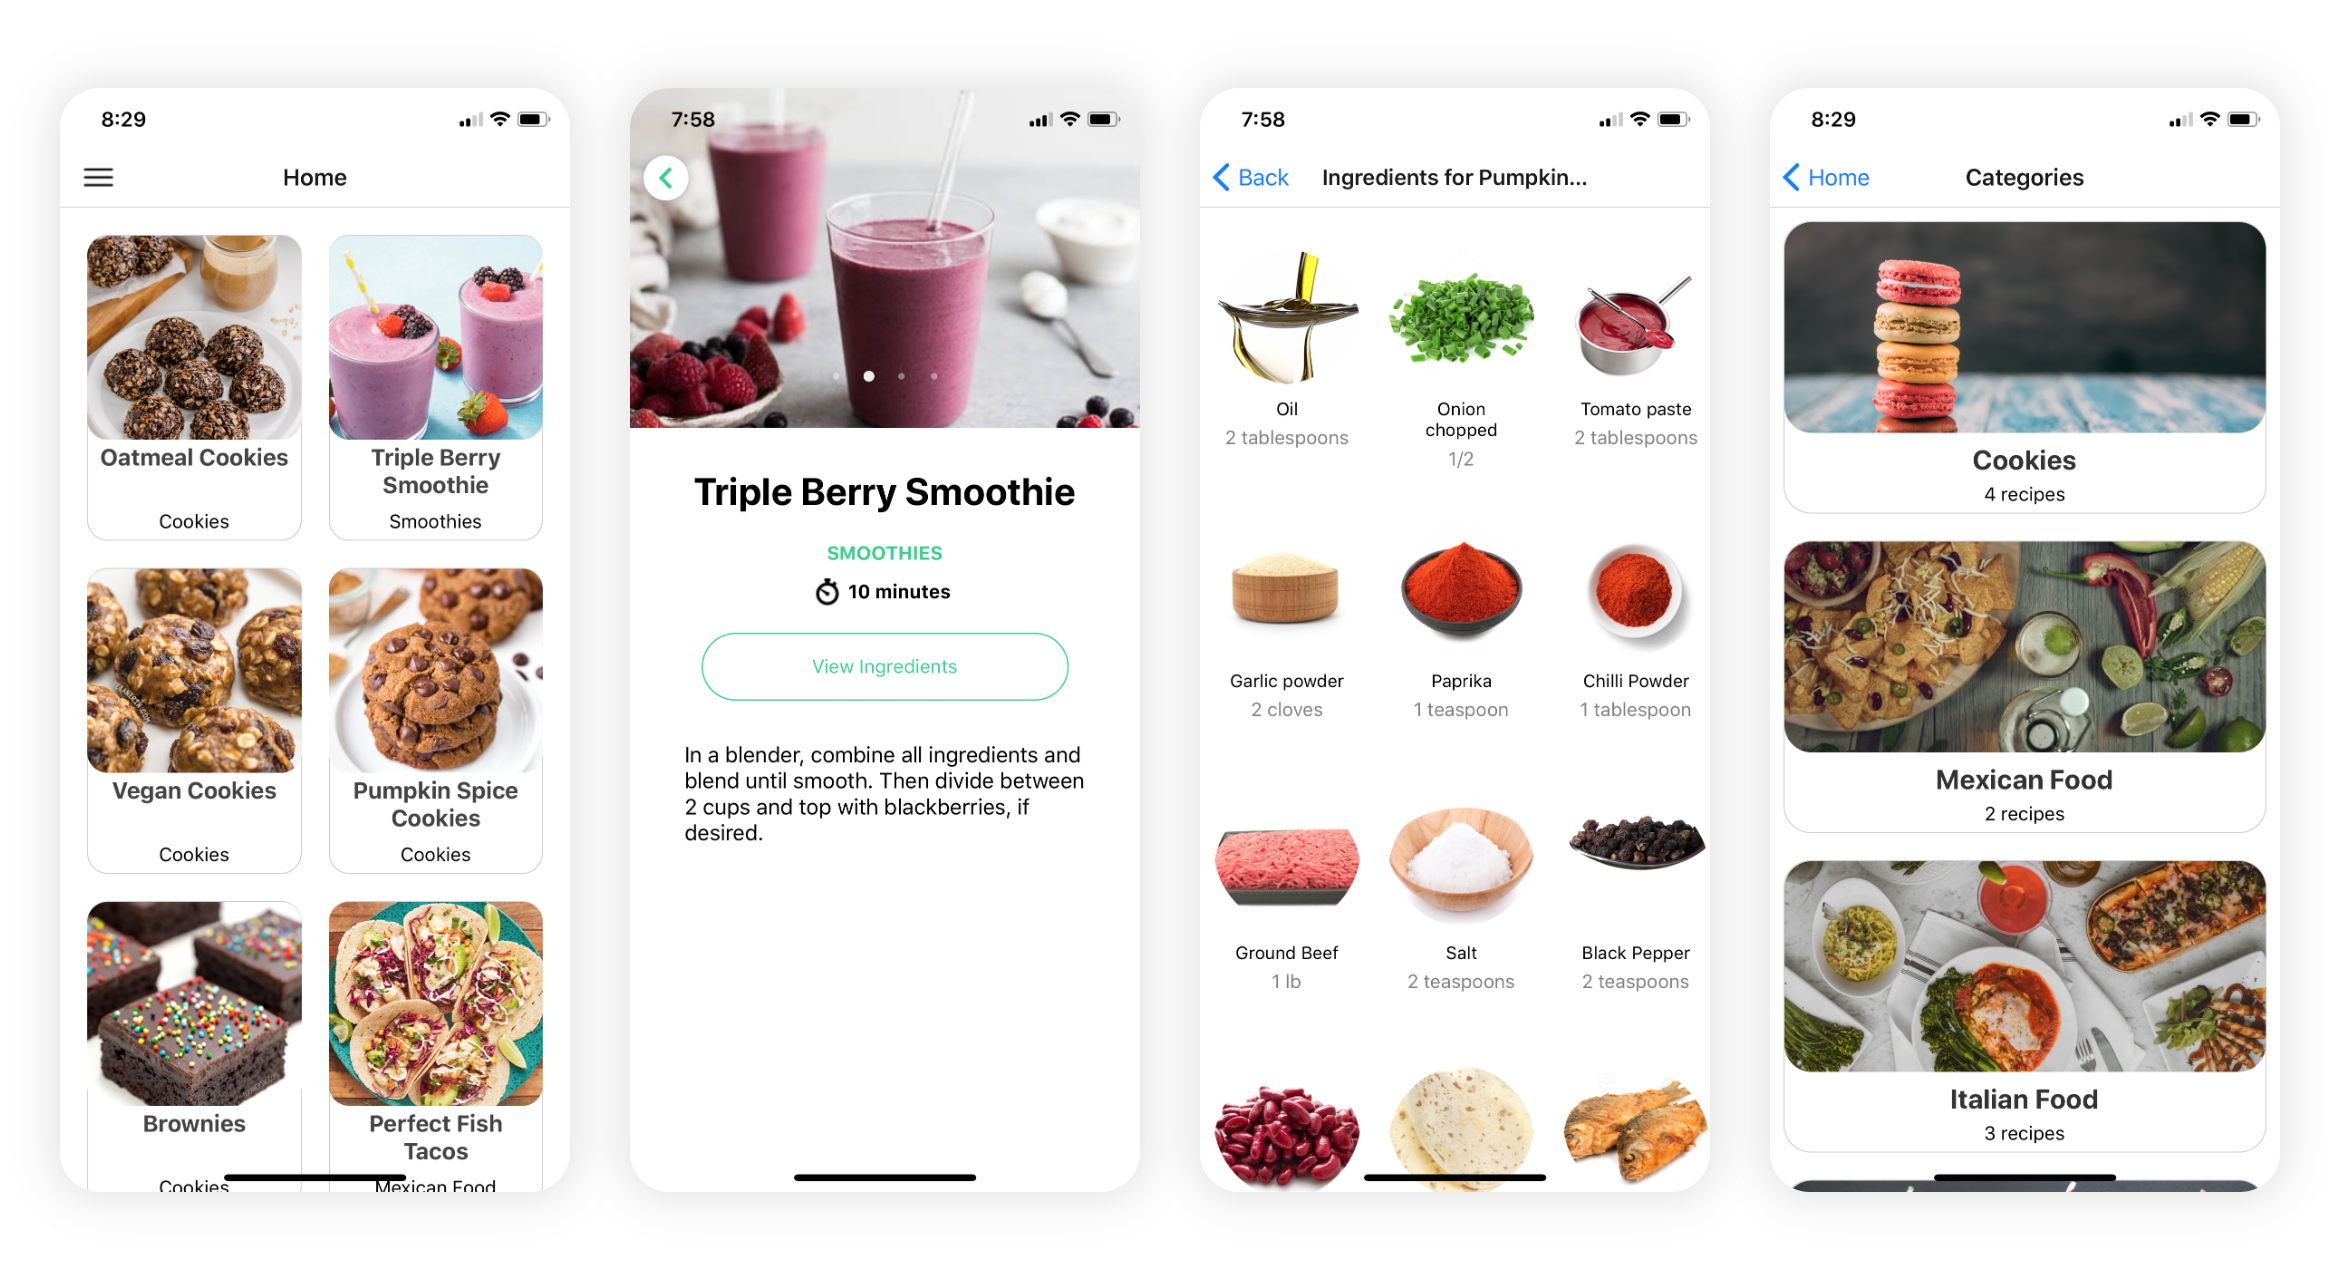 8:29
Home
Oatmeal Cookies
Cookies
Triple Berry
Smoothie
Smoothies
Vegan Cookies
Cookies
Pumpkin Spice
Cookies
Cookies
Brownies
Cookies
Perfect Fish
Tacos
Mexican Food
7:58
Triple Berry Smoothie
SMOOTHIES
10 minutes
View Ingredients
In a blender, combine all ingredients and
blend until smooth. Then divide between
2 cups and top with blackberries, if
desired.
7:58
Back
Ingredients for Pumpkin...
Oil
2 tablespoons
Onion
chopped
1/2
Tomato paste
2 tablespoons
Garlic powder
2 cloves
Paprika
1 teaspoon
Chilli Powder
1 tablespoon
Ground Beef
1 lb
Salt
2 teaspoons
Black Pepper
2 teaspoons
8:29
Home
Categories
Cookies
4 recipes
Mexican Food
2 recipes
Italian Food
3 recipes